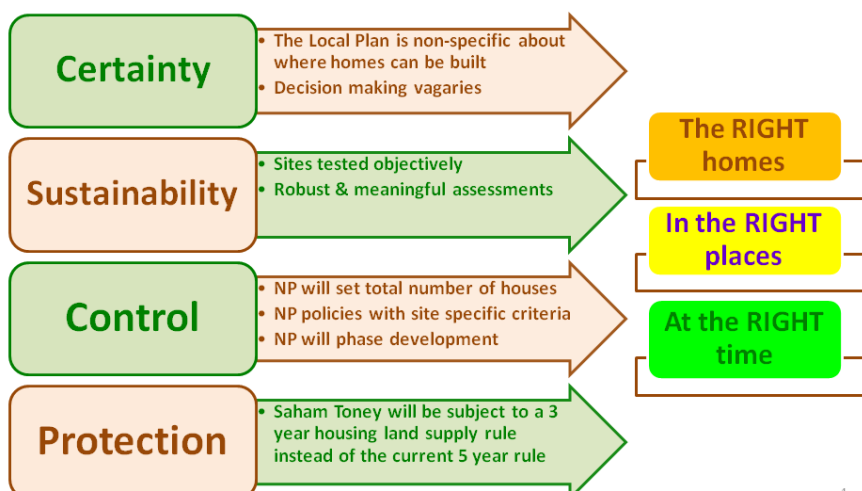 Certainty
• The Local Plan is non-specific about
where homes can be built
• Decision making vagaries
Sustainability
• Sites tested objectively
• Robust & meaningful assessments
Control
• NP will set total number of houses
• NP policies with site specific criteria
• NP will phase development
Protection
• Saham Toney will be subject to a 3
year housing land supply rule
instead of the current 5 year rule
The RIGHT
homes
In the RIGHT
places
At the RIGHT
time